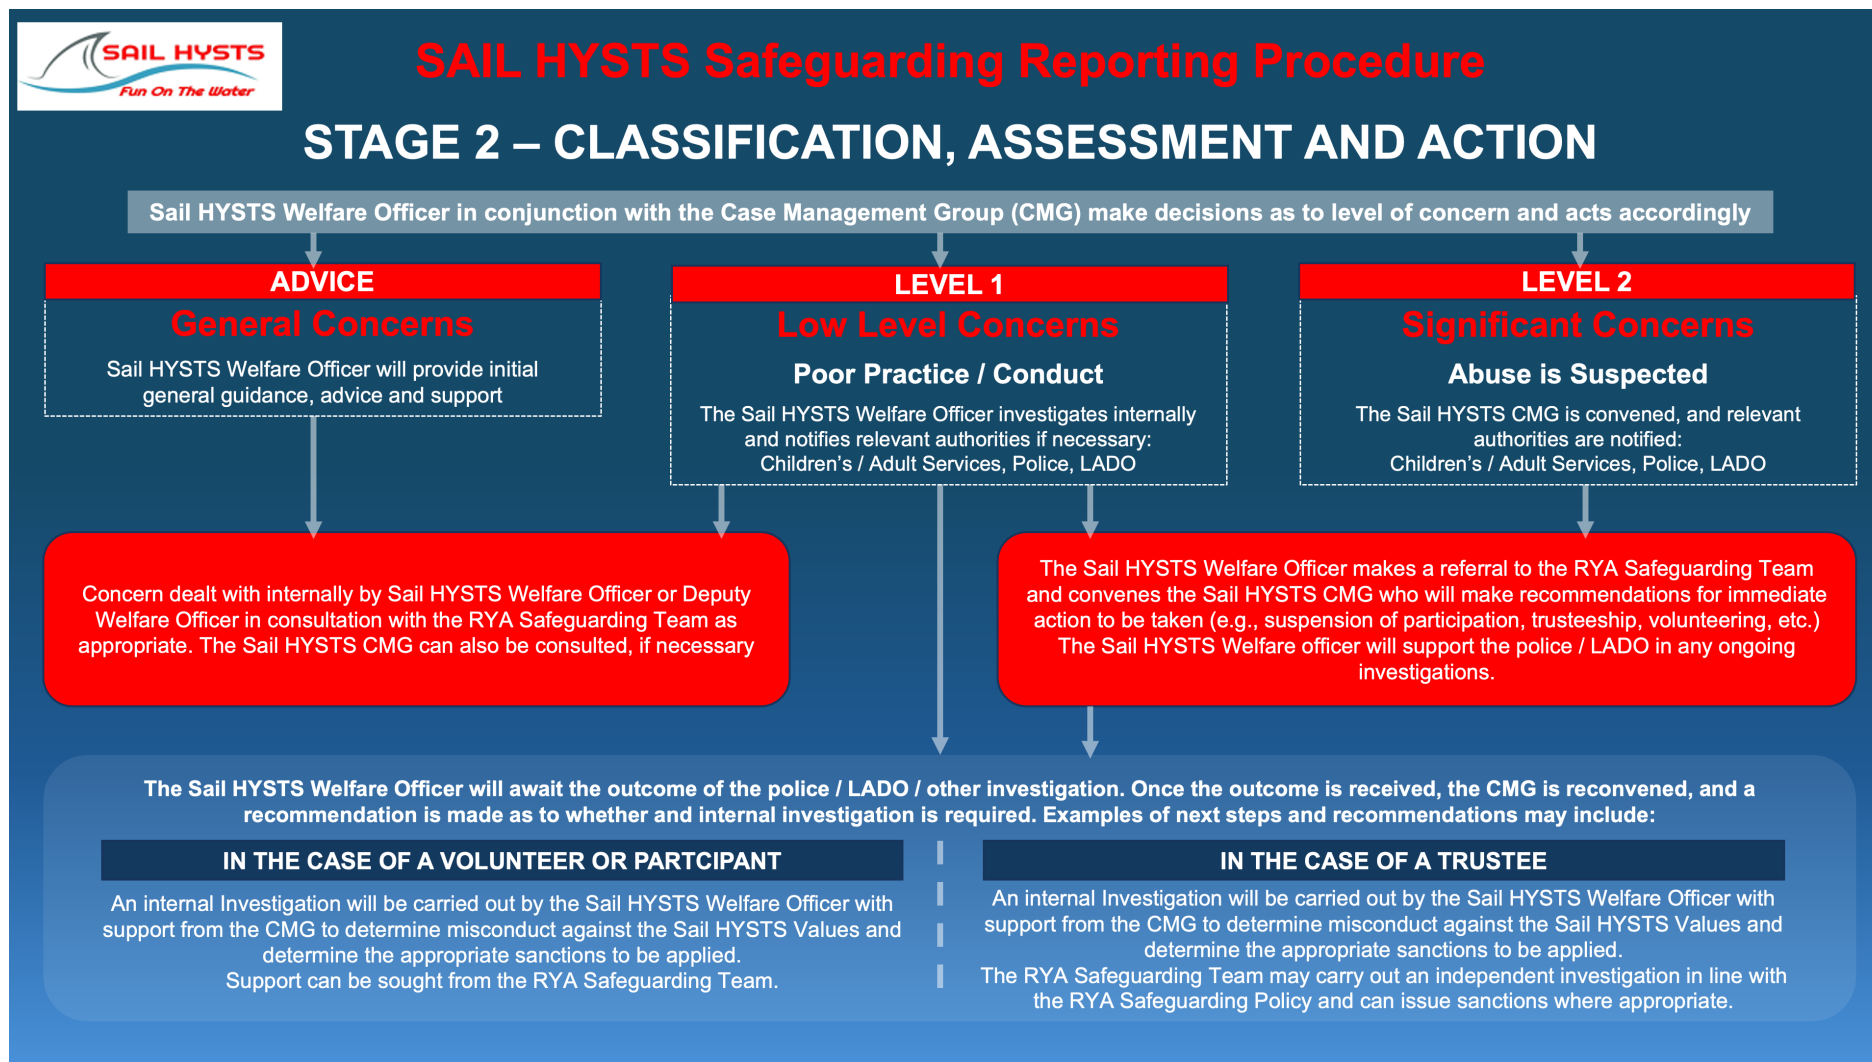 SAIL HYSTS
Fun On The Water
SAIL HYSTS Safeguarding Reporting Procedure
STAGE 2 – CLASSIFICATION, ASSESSMENT AND ACTION
Sail HYSTS Welfare Officer in conjunction with the Case Management Group (CMG) make decisions as to level of concern and acts accordingly
ADVICE
General Concerns
Sail HYSTS Welfare Officer will provide initial
general guidance, advice and support
LEVEL 1
Low Level Concerns
Poor Practice / Conduct
The Sail HYSTS Welfare Officer investigates internally
and notifies relevant authorities if necessary:
Children’s / Adult Services, Police, LADO
LEVEL 2
Significant Concerns
Abuse is Suspected
The Sail HYSTS CMG is convened, and relevant
authorities are notified:
Children’s / Adult Services, Police, LADO
Concern dealt with internally by Sail HYSTS Welfare Officer or Deputy
Welfare Officer in consultation with the RYA Safeguarding Team as
appropriate. The Sail HYSTS CMG can also be consulted, if necessary
The Sail HYSTS Welfare Officer makes a referral to the RYA Safeguarding Team
and convenes the Sail HYSTS CMG who will make recommendations for immediate
action to be taken (e.g., suspension of participation, trusteeship, volunteering, etc.)
The Sail HYSTS Welfare officer will support the police / LADO in any ongoing
investigations.
The Sail HYSTS Welfare Officer will await the outcome of the police / LADO / other investigation. Once the outcome is received, the CMG is reconvened, and a
recommendation is made as to whether and internal investigation is required. Examples of next steps and recommendations may include:
IN THE CASE OF A VOLUNTEER OR PARTCIPANT
An internal Investigation will be carried out by the Sail HYSTS Welfare Officer with
support from the CMG to determine misconduct against the Sail HYSTS Values and
determine the appropriate sanctions to be applied.
Support can be sought from the RYA Safeguarding Team.
IN THE CASE OF A TRUSTEE
An internal Investigation will be carried out by the Sail HYSTS Welfare Officer with
support from the CMG to determine misconduct against the Sail HYSTS Values and
determine the appropriate sanctions to be applied.
The RYA Safeguarding Team may carry out an independent investigation in line with
the RYA Safeguarding Policy and can issue sanctions where appropriate.